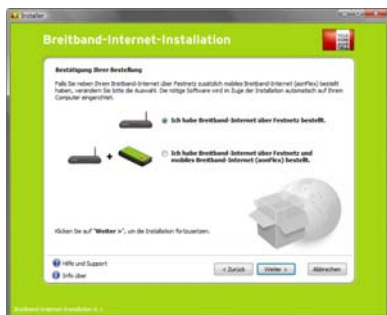 Installer
Breitband-Internet-Installation
Bestätigung Ihrer Bestellung
Falls Sie neben Ihrem Breitband-Internet über Festnetz zusätzlich mobiles Breitband-Internet (aonFlex) bestellt
haben, verändern Sie bitte die Auswahl. Die nötige Software wird im Zuge der Installation automatisch auf Ihrem
Computer eingerichtet.
Ich habe Breitband-Internet über Festnetz bestellt.
+
Ich habe Breitband-Internet über Festnetz und
mobiles Breitband-Internet (aonFlex) bestellt.
Klicken Sie auf "Weiter >", um die Installation fortzusetzen.
Hilfe und Support
Info über
< Zurück
Weiter >
Abbrechen